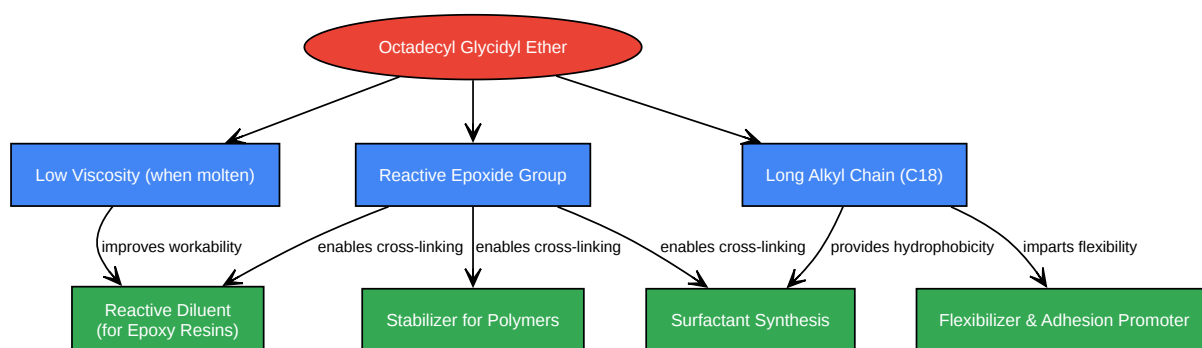 Octadecyl Glycidyl Ether
Low Viscosity (when molten)
Reactive Epoxide Group
Long Alkyl Chain (C18)
improves workability
enables cross-linking
enables cross-linking
enables cross-linking
provides hydrophobicity
imparts flexibility
Reactive Diluent
(for Epoxy Resins)
Stabilizer for Polymers
Surfactant Synthesis
Flexibilizer & Adhesion Promoter